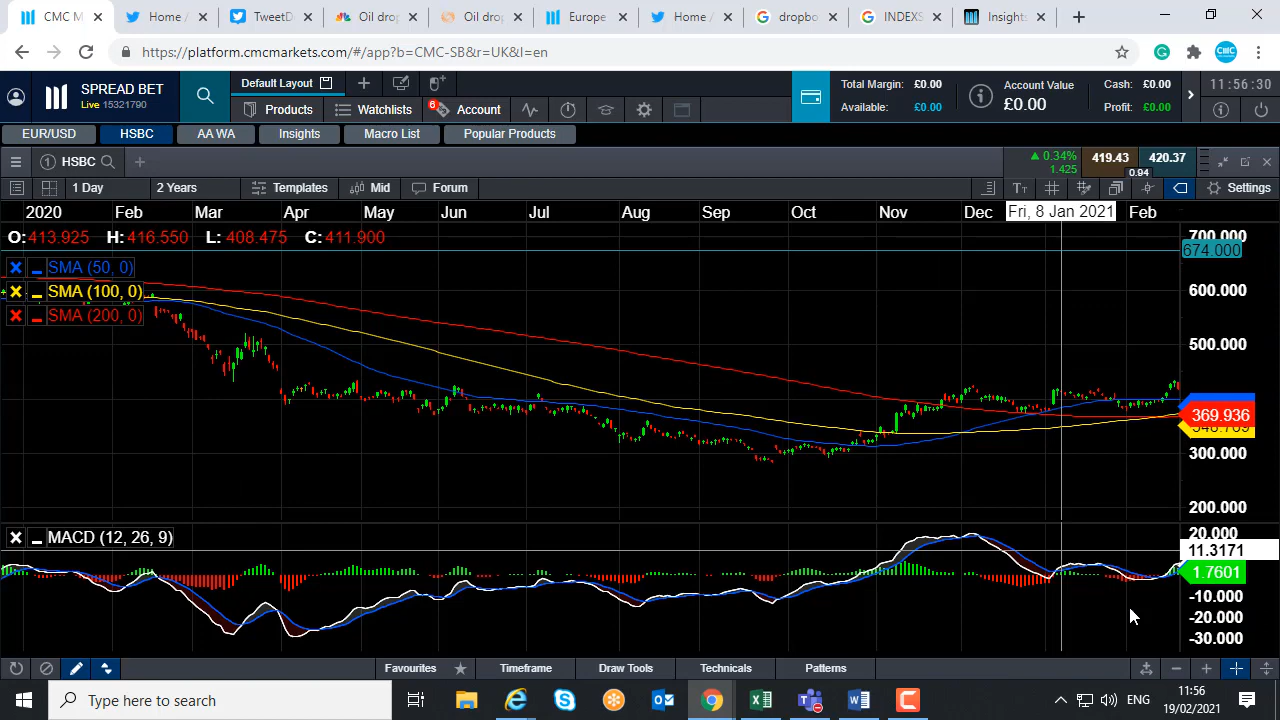 CMC M
Home /
TweetD
Oil drop
Oil drop
Europe
Home /
dropba
INDEXS
Insight
https://platform.cmcmarkets.com/#/app?b=CMC-SB&r=UK&l=en
SPREAD BET
Live 15321790
Default Layout
Products
Watchlists
6
Account
Total Margin: £0.00
Available: £0.00
Account Value
£0.00
Cash: £0.00
Profit: £0.00
11:56:30
EUR/USD
HSBC
AA WA
Insights
Macro List
Popular Products
1 HSBC
0.34%
1.425
419.43
420.37
0.94
1 Day
2 Years
Templates
Mid
Forum
Settings
2020 Feb Mar Apr May Jun Jul Aug Sep Oct Nov Dec Fri, 8 Jan 2021 Feb
O:413.925 H:416.550 L:408.475 C:411.900
SMA (50, 0)
SMA (100, 0)
SMA (200, 0)
700.000
674.000
600.000
500.000
369.936
300.000
200.000
MACD (12, 26, 9)
20.000
11.3171
1.7601
-10.000
-20.000
-30.000
Favourites
Timeframe
Draw Tools
Technicals
Patterns
Type here to search
ENG
11:56
19/02/2021